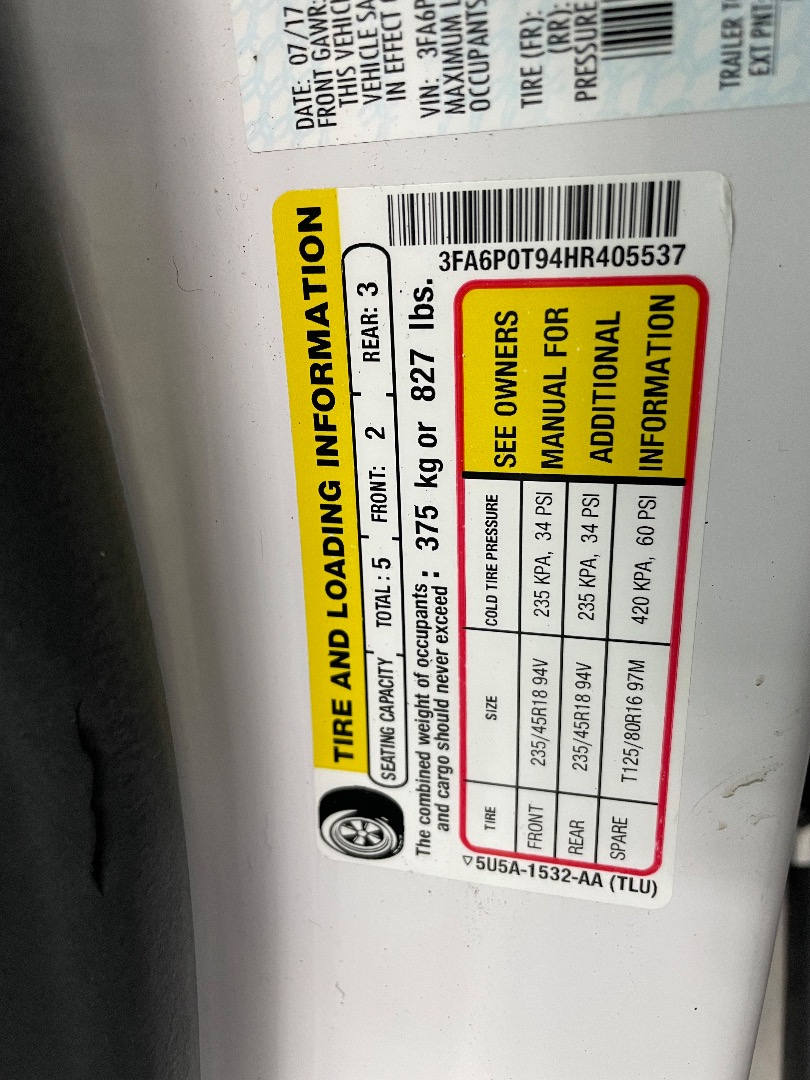 DATE: 07/17
FRONT GAWR:
THIS VEHIC
VEHICLE SA
IN EFFECT
VIN: 3FA6P
MAXIMUM L
OCCUPANTS
TIRE (FR):
(RR):
PRESSURE
TRAILER
EXT PNT:
TIRE AND LOADING INFORMATION
SEATING CAPACITY TOTAL: 5 FRONT: 2 REAR: 3
The combined weight of occupants
and cargo should never exceed : 375 kg or 827 lbs.
3FA6P0T94HR405537
TIRE SIZE COLD TIRE PRESSURE
FRONT 235/45R18 94V 235 KPA, 34 PSI
REAR 235/45R18 94V 235 KPA, 34 PSI
SPARE T125/80R16 97M 420 KPA, 60 PSI
SEE OWNERS
MANUAL FOR
ADDITIONAL
INFORMATION
▽5U5A-1532-AA (TLU)